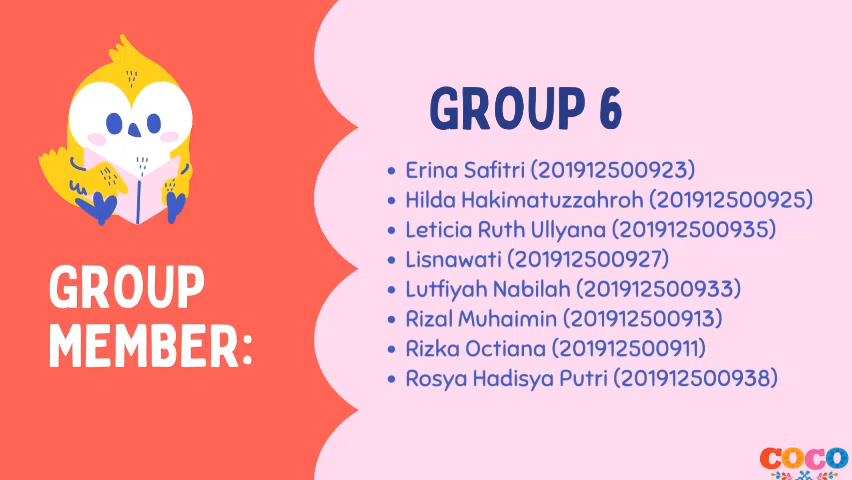 GROUP
MEMBER:
GROUP 6
• Erina Safitri (201912500923)
• Hilda Hakimatuzzahroh (201912500925)
• Leticia Ruth Ullyana (201912500935)
• Lisnawati (201912500927)
• Lutfiyah Nabilah (201912500933)
• Rizal Muhaimin (201912500913)
• Rizka Octiana (201912500911)
• Rosya Hadisya Putri (201912500938)
COCO